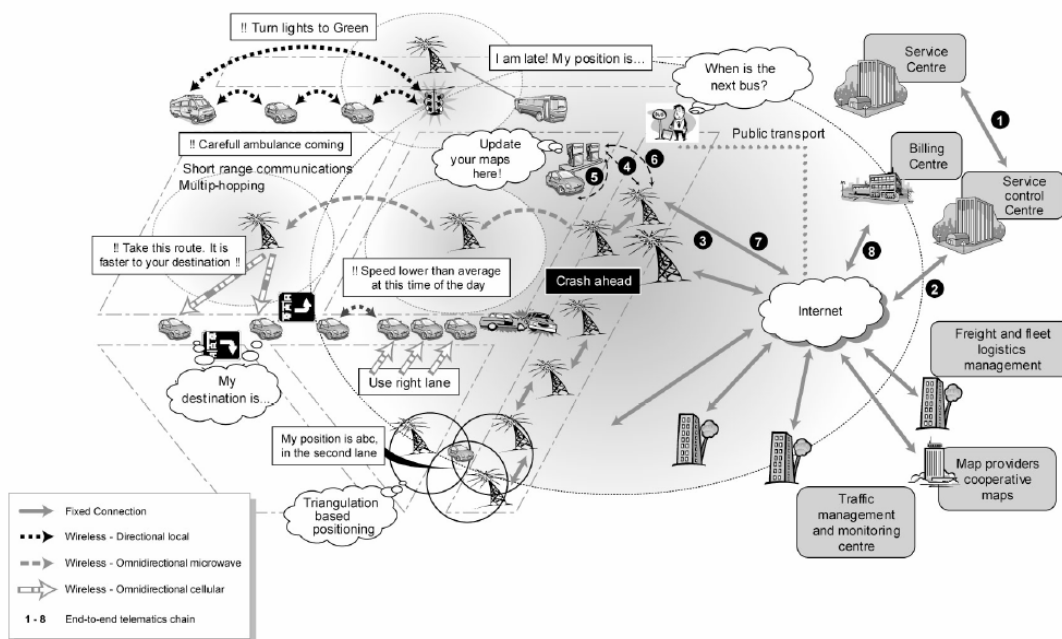 !! Turn lights to Green
I am late! My position is...
When is the
next bus?
Service
Centre
1
!! Careful ambulance coming
Short range communications
Multip-hopping
Update
your maps
here!
4
6
5
Public transport
Billing
Centre
Service
control
Centre
!! Take this route. It is
faster to your destination !!
!! Speed lower than average
at this time of the day
3
7
8
2
Crash ahead
Internet
Freight and fleet
logistics
management
My
destination is...
Use right lane
My position is abc,
in the second lane
Triangulation
based
positioning
Map providers
cooperative
maps
Traffic
management
and monitoring
centre
Fixed Connection
Wireless - Directional local
Wireless - Omnidirectional microwave
Wireless - Omnidirectional cellular
1 - 8 End-to-end telematics chain